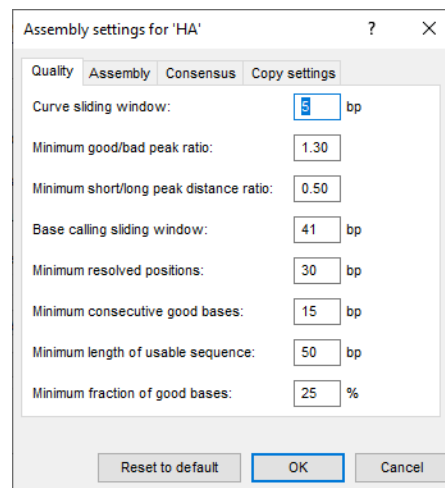 Assembly settings for 'HA' ? ×
Quality Assembly Consensus Copy settings
Curve sliding window: 5 bp
Minimum good/bad peak ratio: 1.30
Minimum short/long peak distance ratio: 0.50
Base calling sliding window: 41 bp
Minimum resolved positions: 30 bp
Minimum consecutive good bases: 15 bp
Minimum length of usable sequence: 50 bp
Minimum fraction of good bases: 25 %
Reset to default OK Cancel